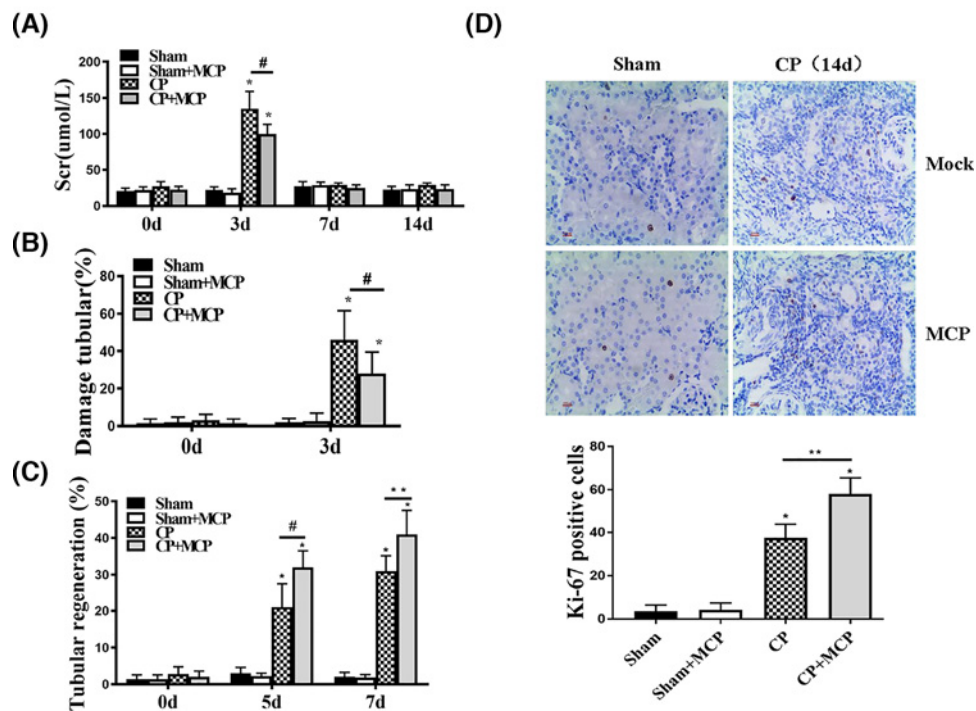 (A)
Sham
Sham+MCP
CP
CP+MCP
Scr(umol/L)
200
150
100
50
0
*
#
*
0d
3d
7d
14d
(B)
Sham
Sham+MCP
CP
CP+MCP
Damage tubular(%)
60
40
20
0
*
#
*
0d
3d
(C)
Sham
Sham+MCP
CP
CP+MCP
Tubular regeneration (%)
50
40
30
20
10
0
*
#
*
*
**
*
0d
5d
7d
(D)
Sham
CP (14d)
Mock
MCP
Ki-67 positive cells
80
60
40
20
0
*
**
*
Sham
Sham+MCP
CP
CP+MCP